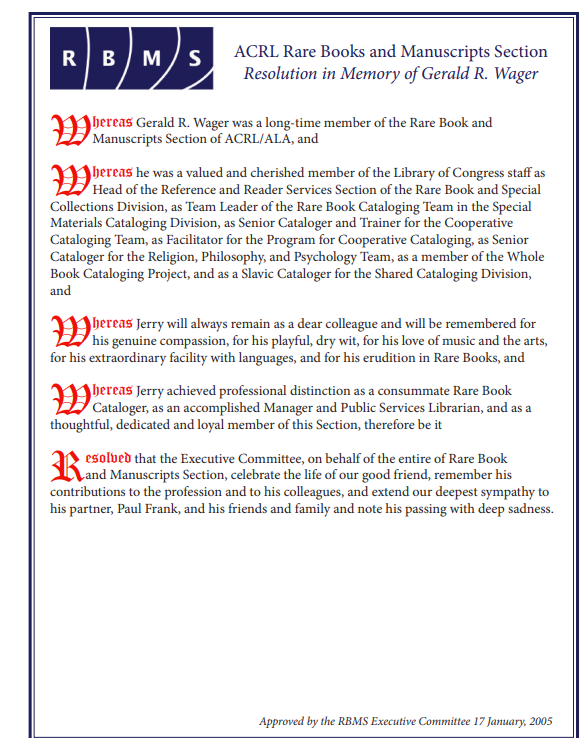 R B M S
ACRL Rare Books and Manuscripts Section
Resolution in Memory of Gerald R. Wager
Whereas Gerald R. Wager was a long-time member of the Rare Book and
Manuscripts Section of ACRL/ALA, and
Whereas he was a valued and cherished member of the Library of Congress staff as
Head of the Reference and Reader Services Section of the Rare Book and Special
Collections Division, as Team Leader of the Rare Book Cataloging Team in the Special
Materials Cataloging Division, as Senior Cataloger and Trainer for the Cooperative
Cataloging Team, as Facilitator for the Program for Cooperative Cataloging, as Senior
Cataloger for the Religion, Philosophy, and Psychology Team, as a member of the Whole
Book Cataloging Project, and as a Slavic Cataloger for the Shared Cataloging Division,
and
Whereas Jerry will always remain as a dear colleague and will be remembered for
his genuine compassion, for his playful, dry wit, for his love of music and the arts,
for his extraordinary facility with languages, and for his erudition in Rare Books, and
Whereas Jerry achieved professional distinction as a consummate Rare Book
Cataloger, as an accomplished Manager and Public Services Librarian, and as a
thoughtful, dedicated and loyal member of this Section, therefore be it
Resolved that the Executive Committee, on behalf of the entire of Rare Book
and Manuscripts Section, celebrate the life of our good friend, remember his
contributions to the profession and to his colleagues, and extend our deepest sympathy to
his partner, Paul Frank, and his friends and family and note his passing with deep sadness.
Approved by the RBMS Executive Committee 17 January, 2005